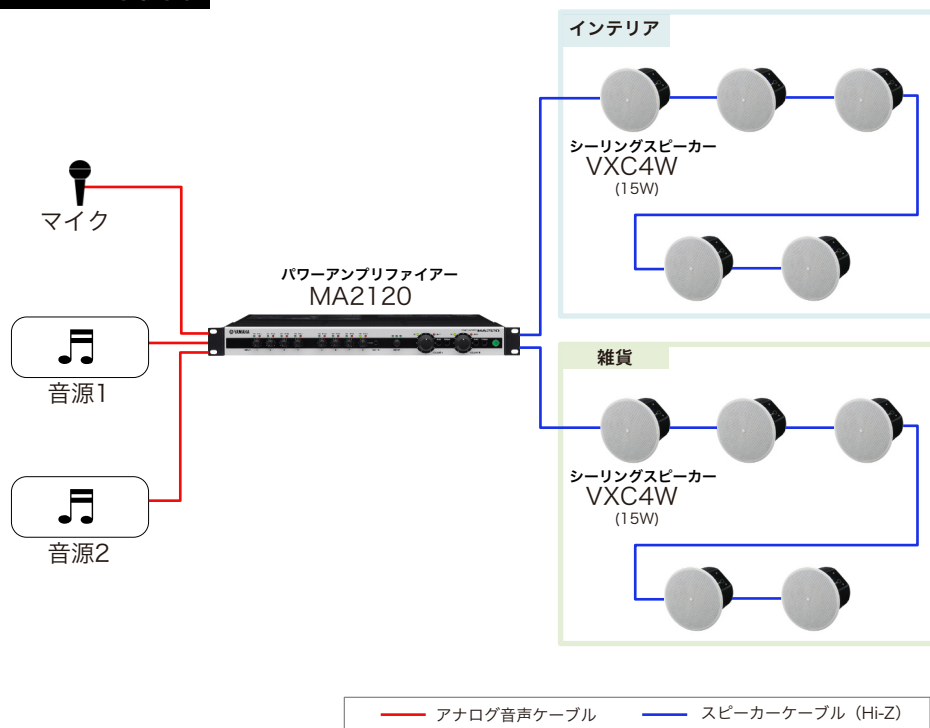 インテリア
シーリングスピーカー
VXC4W
(15W)
マイク
パワーアンプリファイアー
MA2120
YAMAHA
MA2120
音源1
雑貨
シーリングスピーカー
VXC4W
(15W)
音源2
アナログ音声ケーブル
スピーカーケーブル（Hi-Z）